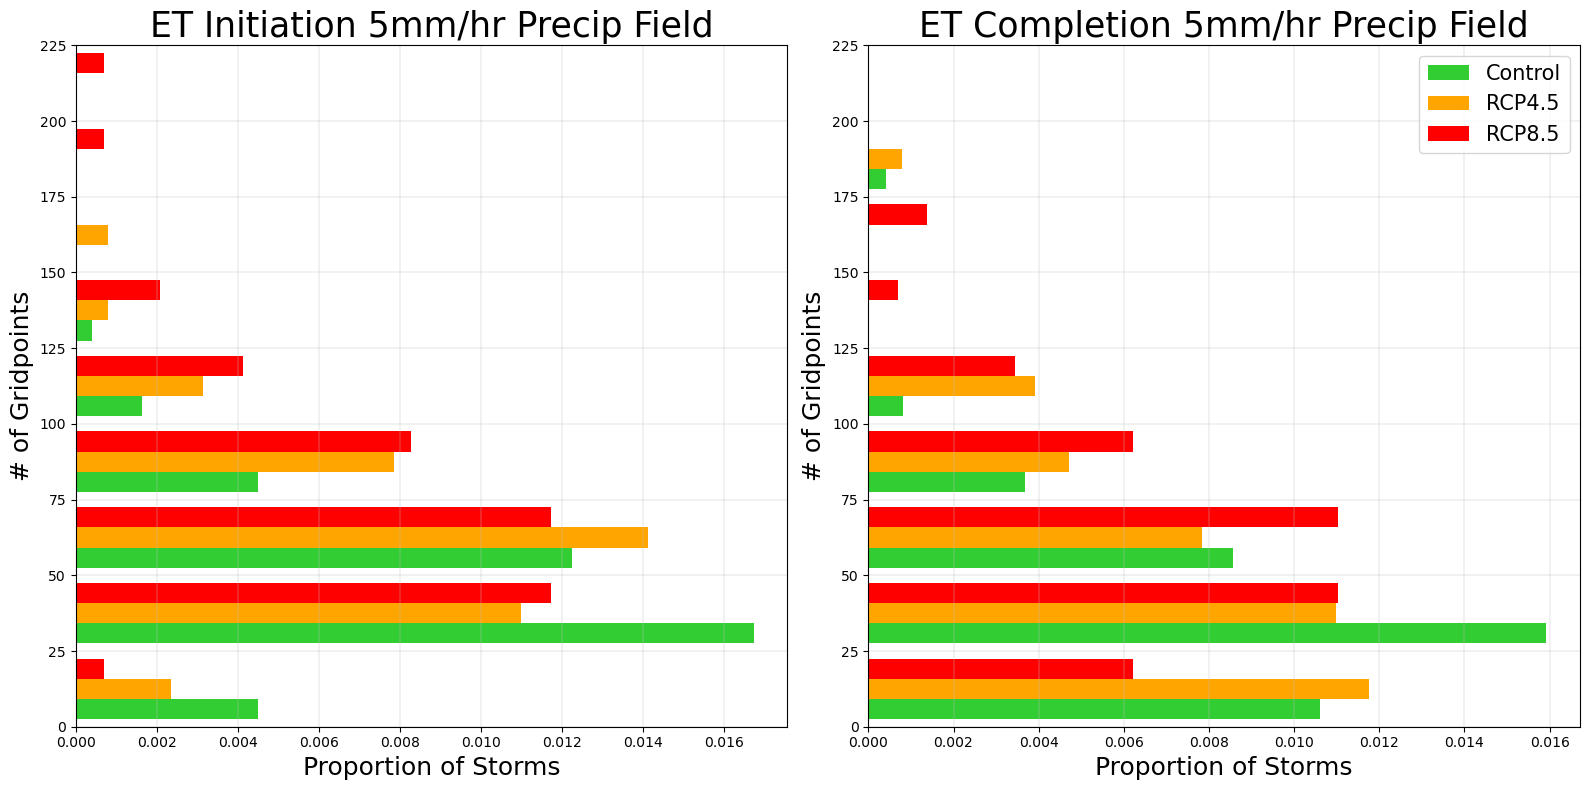 ET Initiation 5mm/hr Precip Field
225
200
175
150
125
100
75
50
25
0
# of Gridpoints
0.000 0.002 0.004 0.006 0.008 0.010 0.012 0.014 0.016
Proportion of Storms
ET Completion 5mm/hr Precip Field
Control
RCP4.5
RCP8.5
225
200
175
150
125
100
75
50
25
0
# of Gridpoints
0.000 0.002 0.004 0.006 0.008 0.010 0.012 0.014 0.016
Proportion of Storms